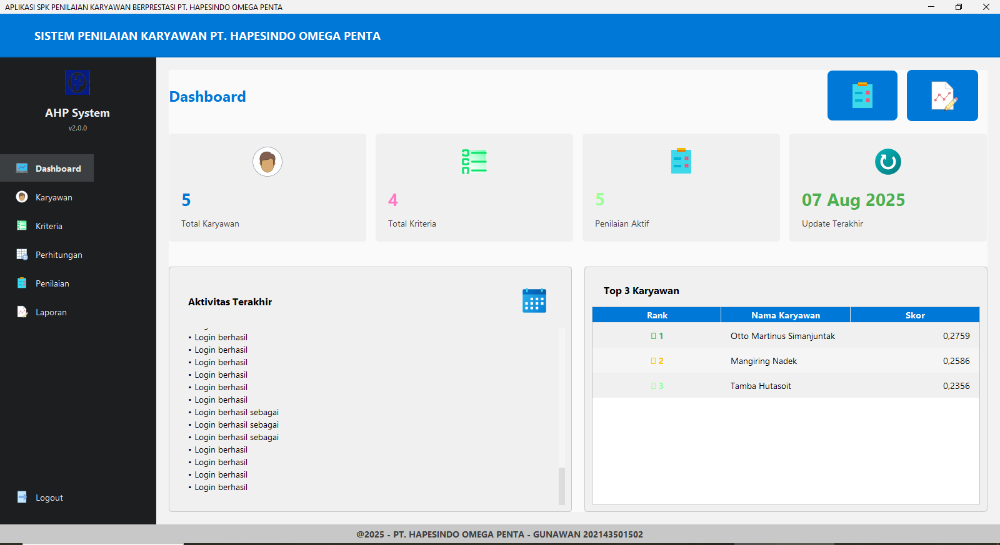 APLIKASI SPK PENILAIAN KARYAWAN BERPRESTASI PT. HAPESINDO OMEGA PENTA
SISTEM PENILAIAN KARYAWAN PT. HAPESINDO OMEGA PENTA
AHP System
v2.0.0
Dashboard
Karyawan
Kriteria
Perhitungan
Penilaian
Laporan
Logout
Dashboard
5
Total Karyawan
4
Total Kriteria
5
Penilaian Aktif
07 Aug 2025
Update Terakhir
Aktivitas Terakhir
• Login berhasil
• Login berhasil
• Login berhasil
• Login berhasil
• Login berhasil
• Login berhasil
• Login berhasil sebagai
• Login berhasil sebagai
• Login berhasil sebagai
• Login berhasil
• Login berhasil
• Login berhasil
• Login berhasil
Top 3 Karyawan
Rank Nama Karyawan Skor
1 Otto Martinus Simanjuntak 0,2759
2 Mangiring Nadek 0,2586
3 Tamba Hutasoit 0,2356
@2025 - PT. HAPESINDO OMEGA PENTA - GUNAWAN 202143501502